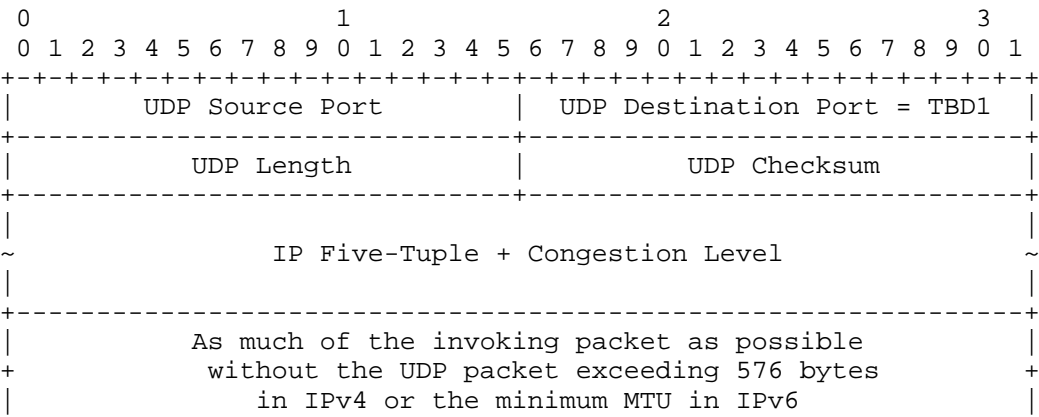 0                   1                   2                   3
 0 1 2 3 4 5 6 7 8 9 0 1 2 3 4 5 6 7 8 9 0 1 2 3 4 5 6 7 8 9 0 1
+-+-+-+-+-+-+-+-+-+-+-+-+-+-+-+-+-+-+-+-+-+-+-+-+-+-+-+-+-+-+-+-+
|        UDP Source Port        |  UDP Destination Port = TBD1  |
+-------------------------------+-------------------------------+
|           UDP Length          |          UDP Checksum         |
+-------------------------------+-------------------------------+
|                                                               |
~                IP Five-Tuple + Congestion Level               ~
|                                                               |
+---------------------------------------------------------------+
|           As much of the invoking packet as possible          |
+            without the UDP packet exceeding 576 bytes         +
|               in IPv4 or the minimum MTU in IPv6              |